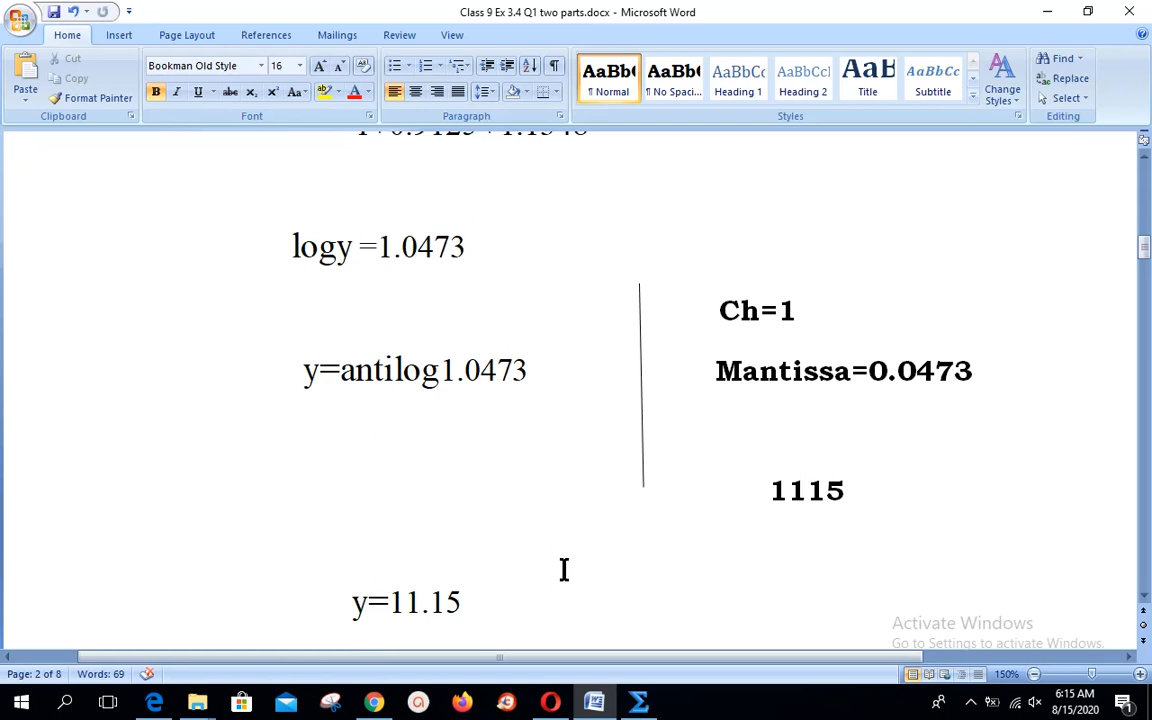 Class 9 Ex 3.4 Q1 two parts.docx - Microsoft Word
Home Insert Page Layout References Mailings Review View
Paste
Cut
Copy
Format Painter
Clipboard
Bookman Old Style 16
Font
Paragraph
AaBb( AaBb( AaBbCc AaBbCcI AaB AaBbCc
¶ Normal ¶ No Spaci... Heading 1 Heading 2 Title Subtitle
Change Styles
Styles
Find
Replace
Select
Editing
logy =1.0473
Ch=1
y=antilog1.0473
Mantissa=0.0473
1115
y=11.15
Activate Windows
Go to Settings to activate Windows.
Page: 2 of 8 Words: 69
150%
6:15 AM
8/15/2020